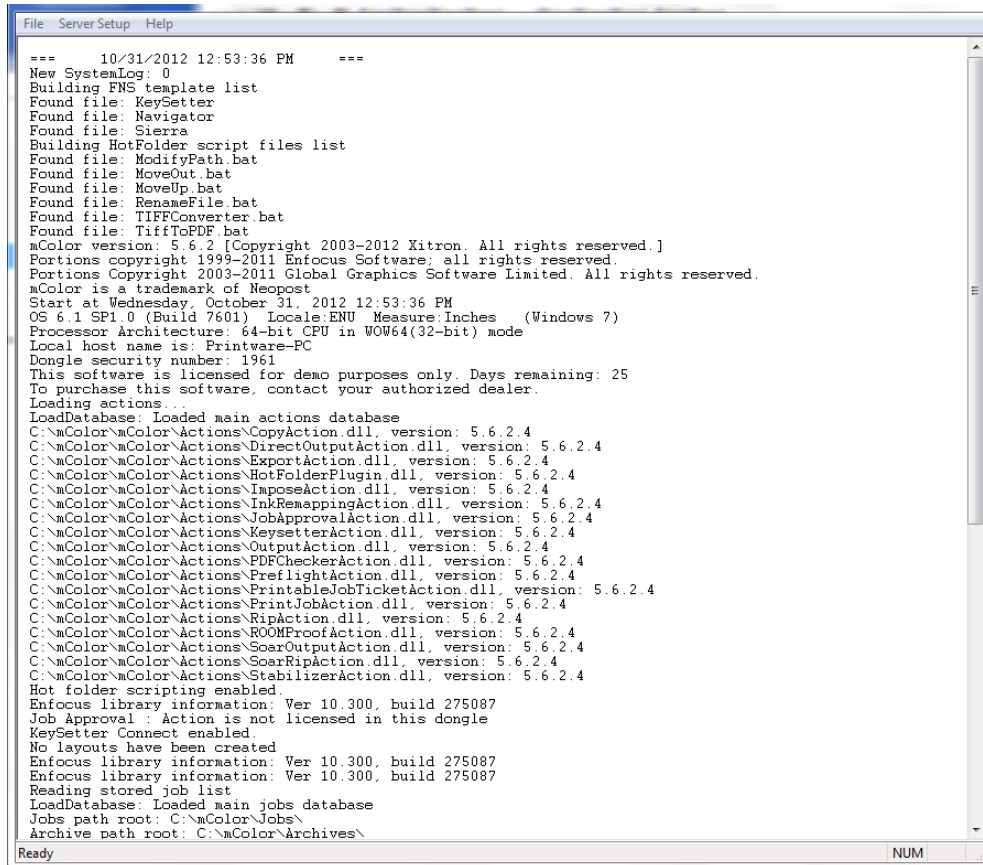 File Server Setup Help
=== 10/31/2012 12:53:36 PM ===
New SystemLog: 0
Building FNS template list
Found file: KeySetter
Found file: Navigator
Found file: Sierra
Building HotFolder script files list
Found file: ModifyPath.bat
Found file: MoveOut.bat
Found file: MoveUp.bat
Found file: RenameFile.bat
Found file: TIFFConverter.bat
Found file: TiffToPDF.bat
mColor version: 5.6.2 [Copyright 2003-2012 Xitron. All rights reserved.]
Portions copyright 1999-2011 Enfocus Software; all rights reserved.
Portions Copyright 2003-2011 Global Graphics Software Limited. All rights reserved.
mColor is a trademark of Neopost
Start at Wednesday, October 31, 2012 12:53:36 PM
OS 6.1 SP1.0 (Build 7601) Locale:ENU Measure:Inches (Windows 7)
Processor Architecture: 64-bit CPU in WOW64(32-bit) mode
Local host name is: Printware-PC
Dongle security number: 1961
This software is licensed for demo purposes only. Days remaining: 25
To purchase this software, contact your authorized dealer.
Loading actions...
LoadDatabase: Loaded main actions database
C:\mColor\mColor\Actions\CopyAction.dll, version: 5.6.2.4
C:\mColor\mColor\Actions\DirectOutputAction.dll, version: 5.6.2.4
C:\mColor\mColor\Actions\ExportAction.dll, version: 5.6.2.4
C:\mColor\mColor\Actions\HotFolderPlugin.dll, version: 5.6.2.4
C:\mColor\mColor\Actions\ImposeAction.dll, version: 5.6.2.4
C:\mColor\mColor\Actions\InkRemappingAction.dll, version: 5.6.2.4
C:\mColor\mColor\Actions\JobApprovalAction.dll, version: 5.6.2.4
C:\mColor\mColor\Actions\KeysetterAction.dll, version: 5.6.2.4
C:\mColor\mColor\Actions\OutputAction.dll, version: 5.6.2.4
C:\mColor\mColor\Actions\PDFCheckerAction.dll, version: 5.6.2.4
C:\mColor\mColor\Actions\PreflightAction.dll, version: 5.6.2.4
C:\mColor\mColor\Actions\PrintableJobTicketAction.dll, version: 5.6.2.4
C:\mColor\mColor\Actions\PrintJobAction.dll, version: 5.6.2.4
C:\mColor\mColor\Actions\RipAction.dll, version: 5.6.2.4
C:\mColor\mColor\Actions\ROOMProofAction.dll, version: 5.6.2.4
C:\mColor\mColor\Actions\SoarOutputAction.dll, version: 5.6.2.4
C:\mColor\mColor\Actions\SoarRipAction.dll, version: 5.6.2.4
C:\mColor\mColor\Actions\StabilizerAction.dll, version: 5.6.2.4
Hot folder scripting enabled.
Enfocus library information: Ver 10.300, build 275087
Job Approval : Action is not licensed in this dongle
KeySetter Connect enabled.
No layouts have been created
Enfocus library information: Ver 10.300, build 275087
Enfocus library information: Ver 10.300, build 275087
Reading stored job list
LoadDatabase: Loaded main jobs database
Jobs path root: C:\mColor\Jobs\
Archive path root: C:\mColor\Archives\
Ready NUM